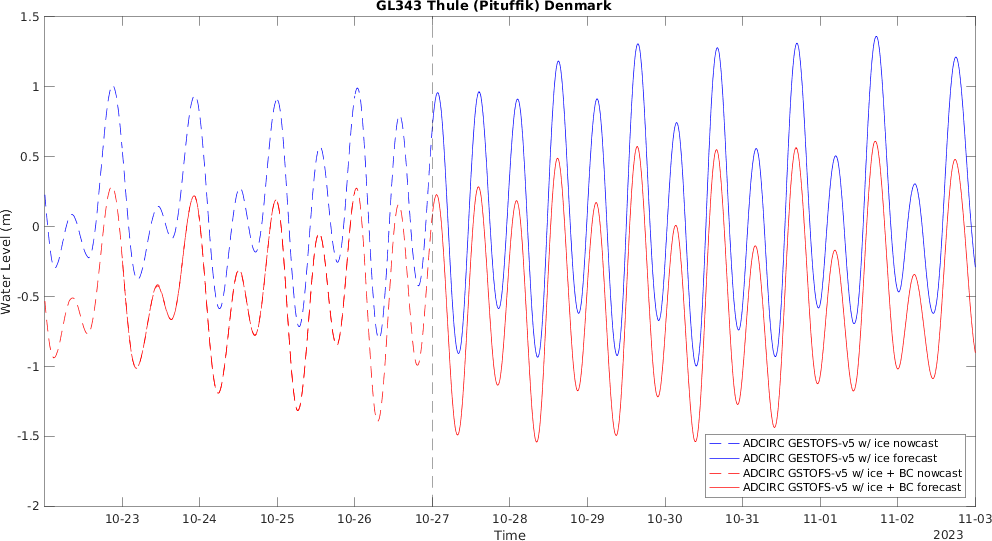 GL343 Thule (Pituffik) Denmark
1.5
1
0.5
0
-0.5
-1
-1.5
-2
Water Level (m)
10-23 10-24 10-25 10-26 10-27 10-28 10-29 10-30 10-31 11-01 11-02 11-03
Time
2023
ADCIRC GESTOFS-v5 w/ ice nowcast
ADCIRC GESTOFS-v5 w/ ice forecast
ADCIRC GSTOFS-v5 w/ ice + BC nowcast
ADCIRC GSTOFS-v5 w/ ice + BC forecast